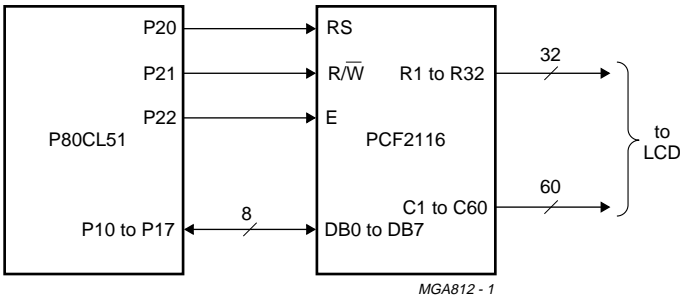 P20
RS
32
P21
R/W̅
R1 to R32
P22
E
P80CL51
PCF2116
to
LCD
60
C1 to C60
P10 to P17
8
DB0 to DB7
MGA812 - 1